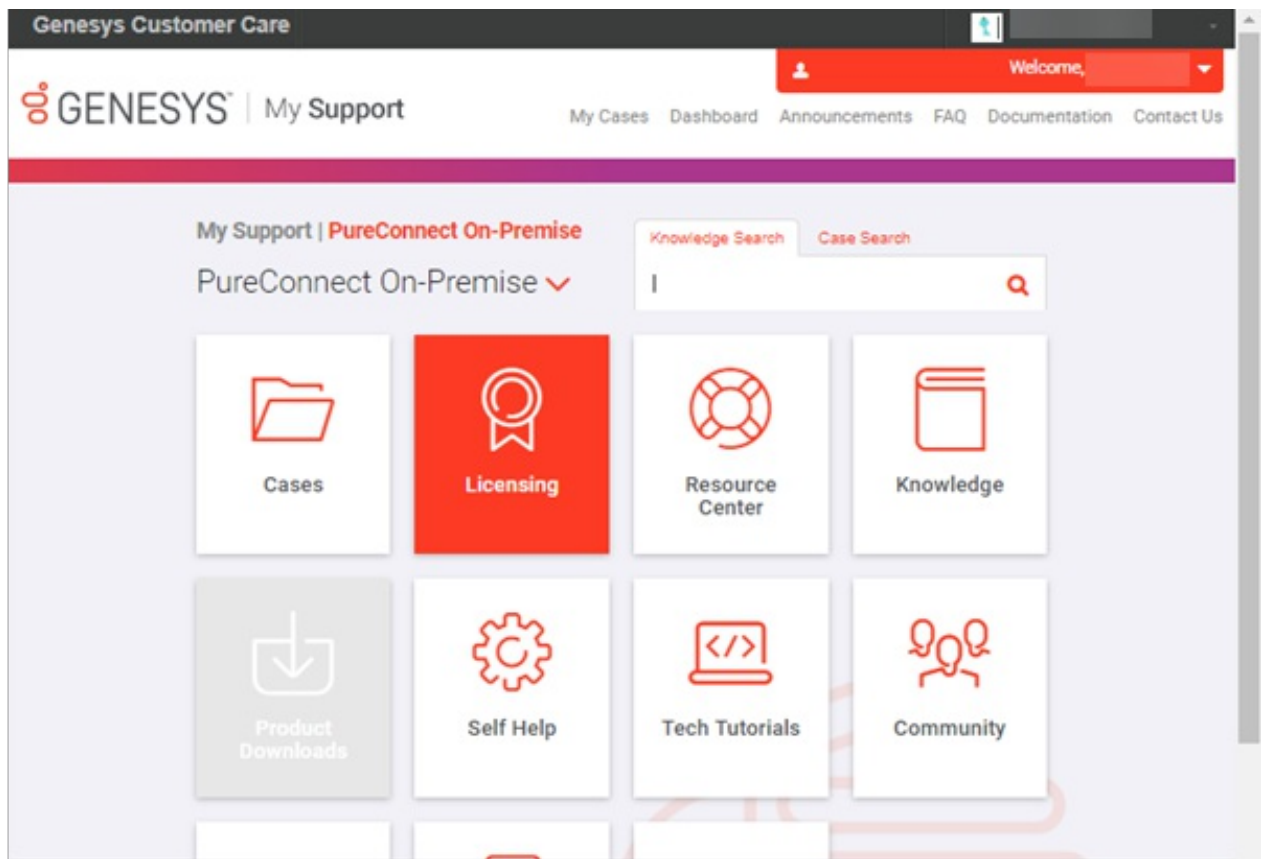 Genesys Customer Care
Welcome,
GENESYS™ | My Support
My Cases Dashboard Announcements FAQ Documentation Contact Us
My Support | PureConnect On-Premise
Knowledge Search Case Search
PureConnect On-Premise
Cases
Licensing
Resource
Center
Knowledge
Product
Downloads
Self Help
Tech Tutorials
Community